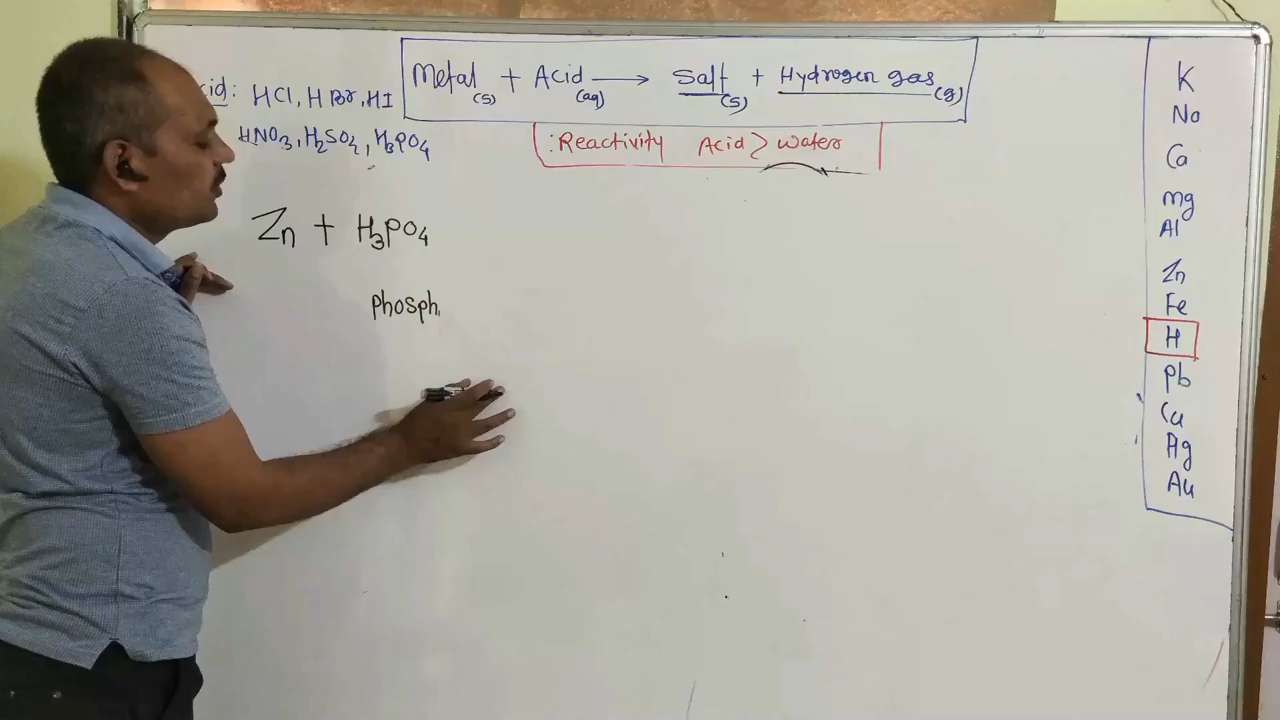 cid: HCl, HBr, HI
HNO3, H2SO4, H3PO4
Metal(s) + Acid(aq) → Salt(s) + Hydrogen gas(g)
:Reactivity Acid > water
Zn + H3PO4
phosph
K
Na
Ca
mg
Al
Zn
Fe
H
pb
Cu
Ag
Au